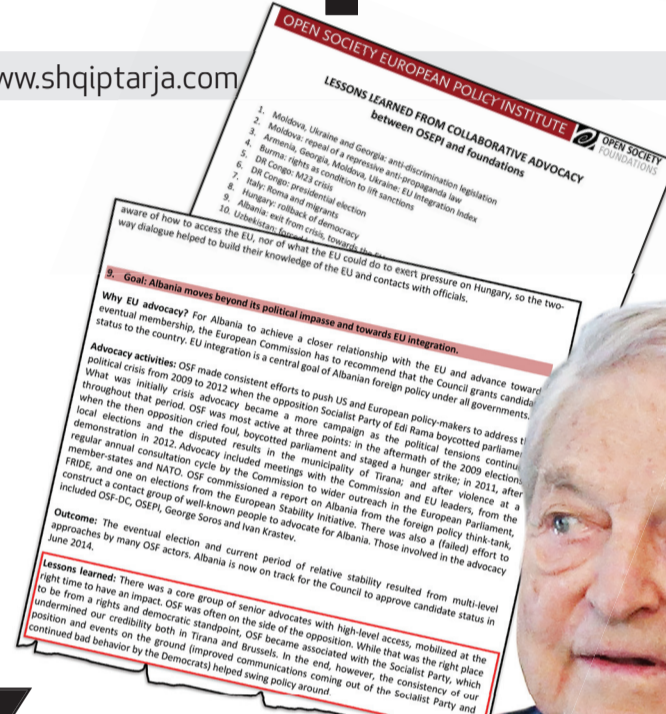 ww.shqiptarja.com
OPEN SOCIETY EUROPEAN POLICY INSTITUTE
OPEN SOCIETY
FOUNDATIONS
LESSONS LEARNED FROM COLLABORATIVE ADVOCACY
between OSEPI and foundations
1. Moldova, Ukraine and Georgia: anti-discrimination legislation
2. Moldova: repeal of a repressive anti-propaganda law
3. Armenia, Georgia, Moldova, Ukraine: EU Integration Index
4. Burma: rights as condition to lift sanctions
5. DR Congo: M23 crisis
6. DR Congo: presidential election
7. Italy: Roma and migrants
8. Hungary: rollback of democracy
9. Albania: exit from crisis, towards the
10. Uzbekistan: forced
aware of how to access the EU, nor of what the EU could do to exert pressure on Hungary, so the two-
way dialogue helped to build their knowledge of the EU and contacts with officials.
9. Goal: Albania moves beyond its political impasse and towards EU integration.
Why EU advocacy? For Albania to achieve a closer relationship with the EU and advance toward
eventual membership, the European Commission has to recommend that the Council grants candida
status to the country. EU integration is a central goal of Albanian foreign policy under all governments.
Advocacy activities: OSF made consistent efforts to push US and European policy-makers to address t
political crisis from 2009 to 2012 when the opposition Socialist Party of Edi Rama boycotted parliame
What was initially crisis advocacy became a more campaign as the political tensions continu
throughout that period. OSF was most active at three points: in the aftermath of the 2009 elections
when the then opposition cried foul, boycotted parliament and staged a hunger strike; in 2011, after
local elections and the disputed results in the municipality of Tirana; and after violence at a
demonstration in 2012. Advocacy included meetings with the Commission and EU leaders, from the
regular annual consultation cycle by the Commission to wider outreach in the European Parliament,
member-states and NATO. OSF commissioned a report on Albania from the foreign policy think-tank,
FRIDE, and one on elections from the European Stability Initiative. There was also a (failed) effort to
construct a contact group of well-known people to advocate for Albania. Those involved in the advocacy
included OSF-DC, OSEPI, George Soros and Ivan Krastev.
Outcome: The eventual election and current period of relative stability resulted from multi-level
approaches by many OSF actors. Albania is now on track for the Council to approve candidate status in
June 2014.
Lessons learned: There was a core group of senior advocates with high-level access, mobilized at the
right time to have an impact. OSF was often on the side of the opposition. While that was the right place
to be from a rights and democratic standpoint, OSF became associated with the Socialist Party, which
undermined our credibility both in Tirana and Brussels. In the end, however, the consistency of our
position and events on the ground (improved communications coming out of the Socialist Party and
continued bad behavior by the Democrats) helped swing policy around.